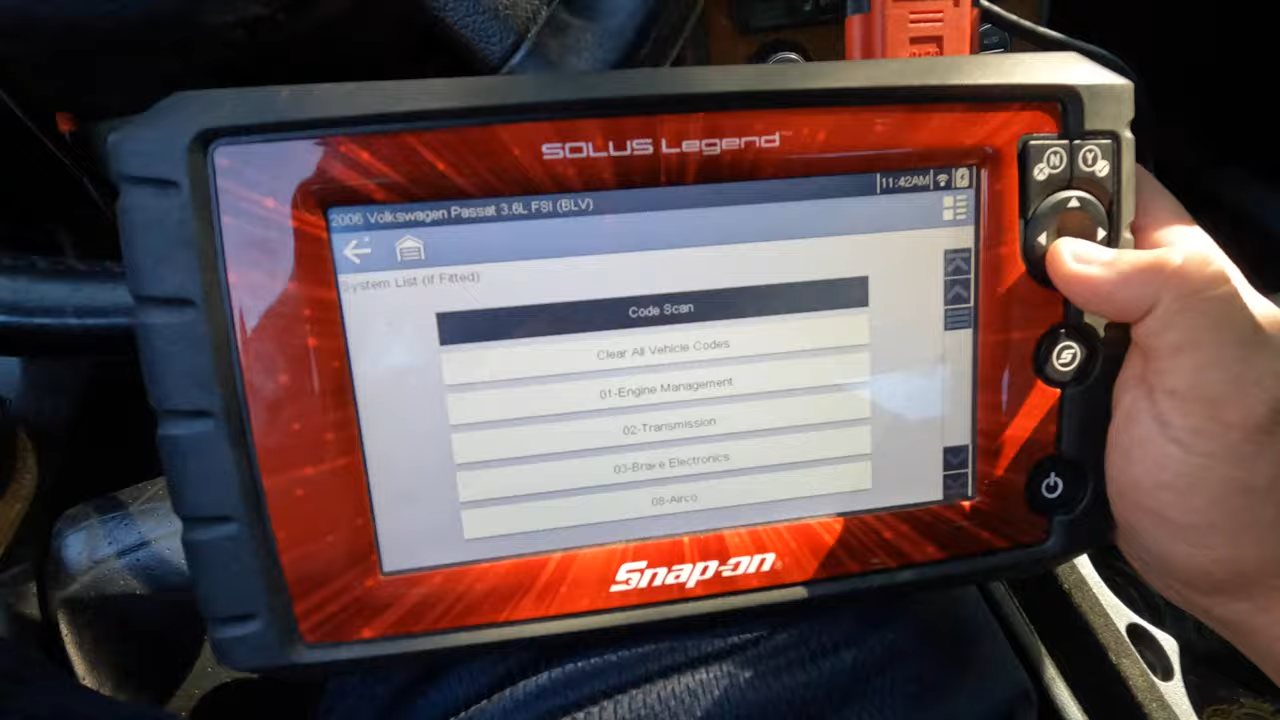 SOLUS Legend™
11:42AM
2006 Volkswagen Passat 3.6L FSI (BLV)
System List (If Fitted)
Code Scan
Clear All Vehicle Codes
01-Engine Management
02-Transmission
03-Brake Electronics
08-Airco
Snap-on
N
X
Y
S